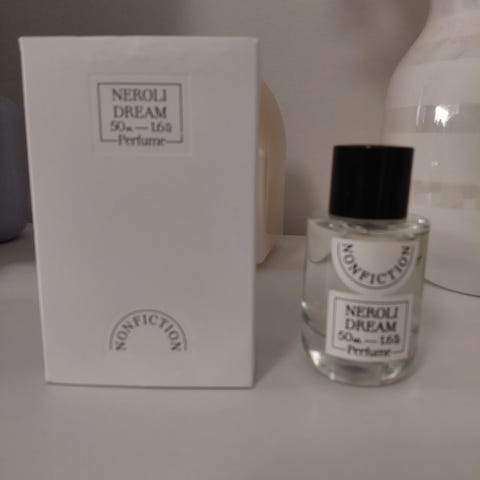 NEROLI
DREAM
50ml — 1.6fl
Perfume
NONFICTION
NONFICTION
NEROLI
DREAM
50ml — 1.6fl
Perfume